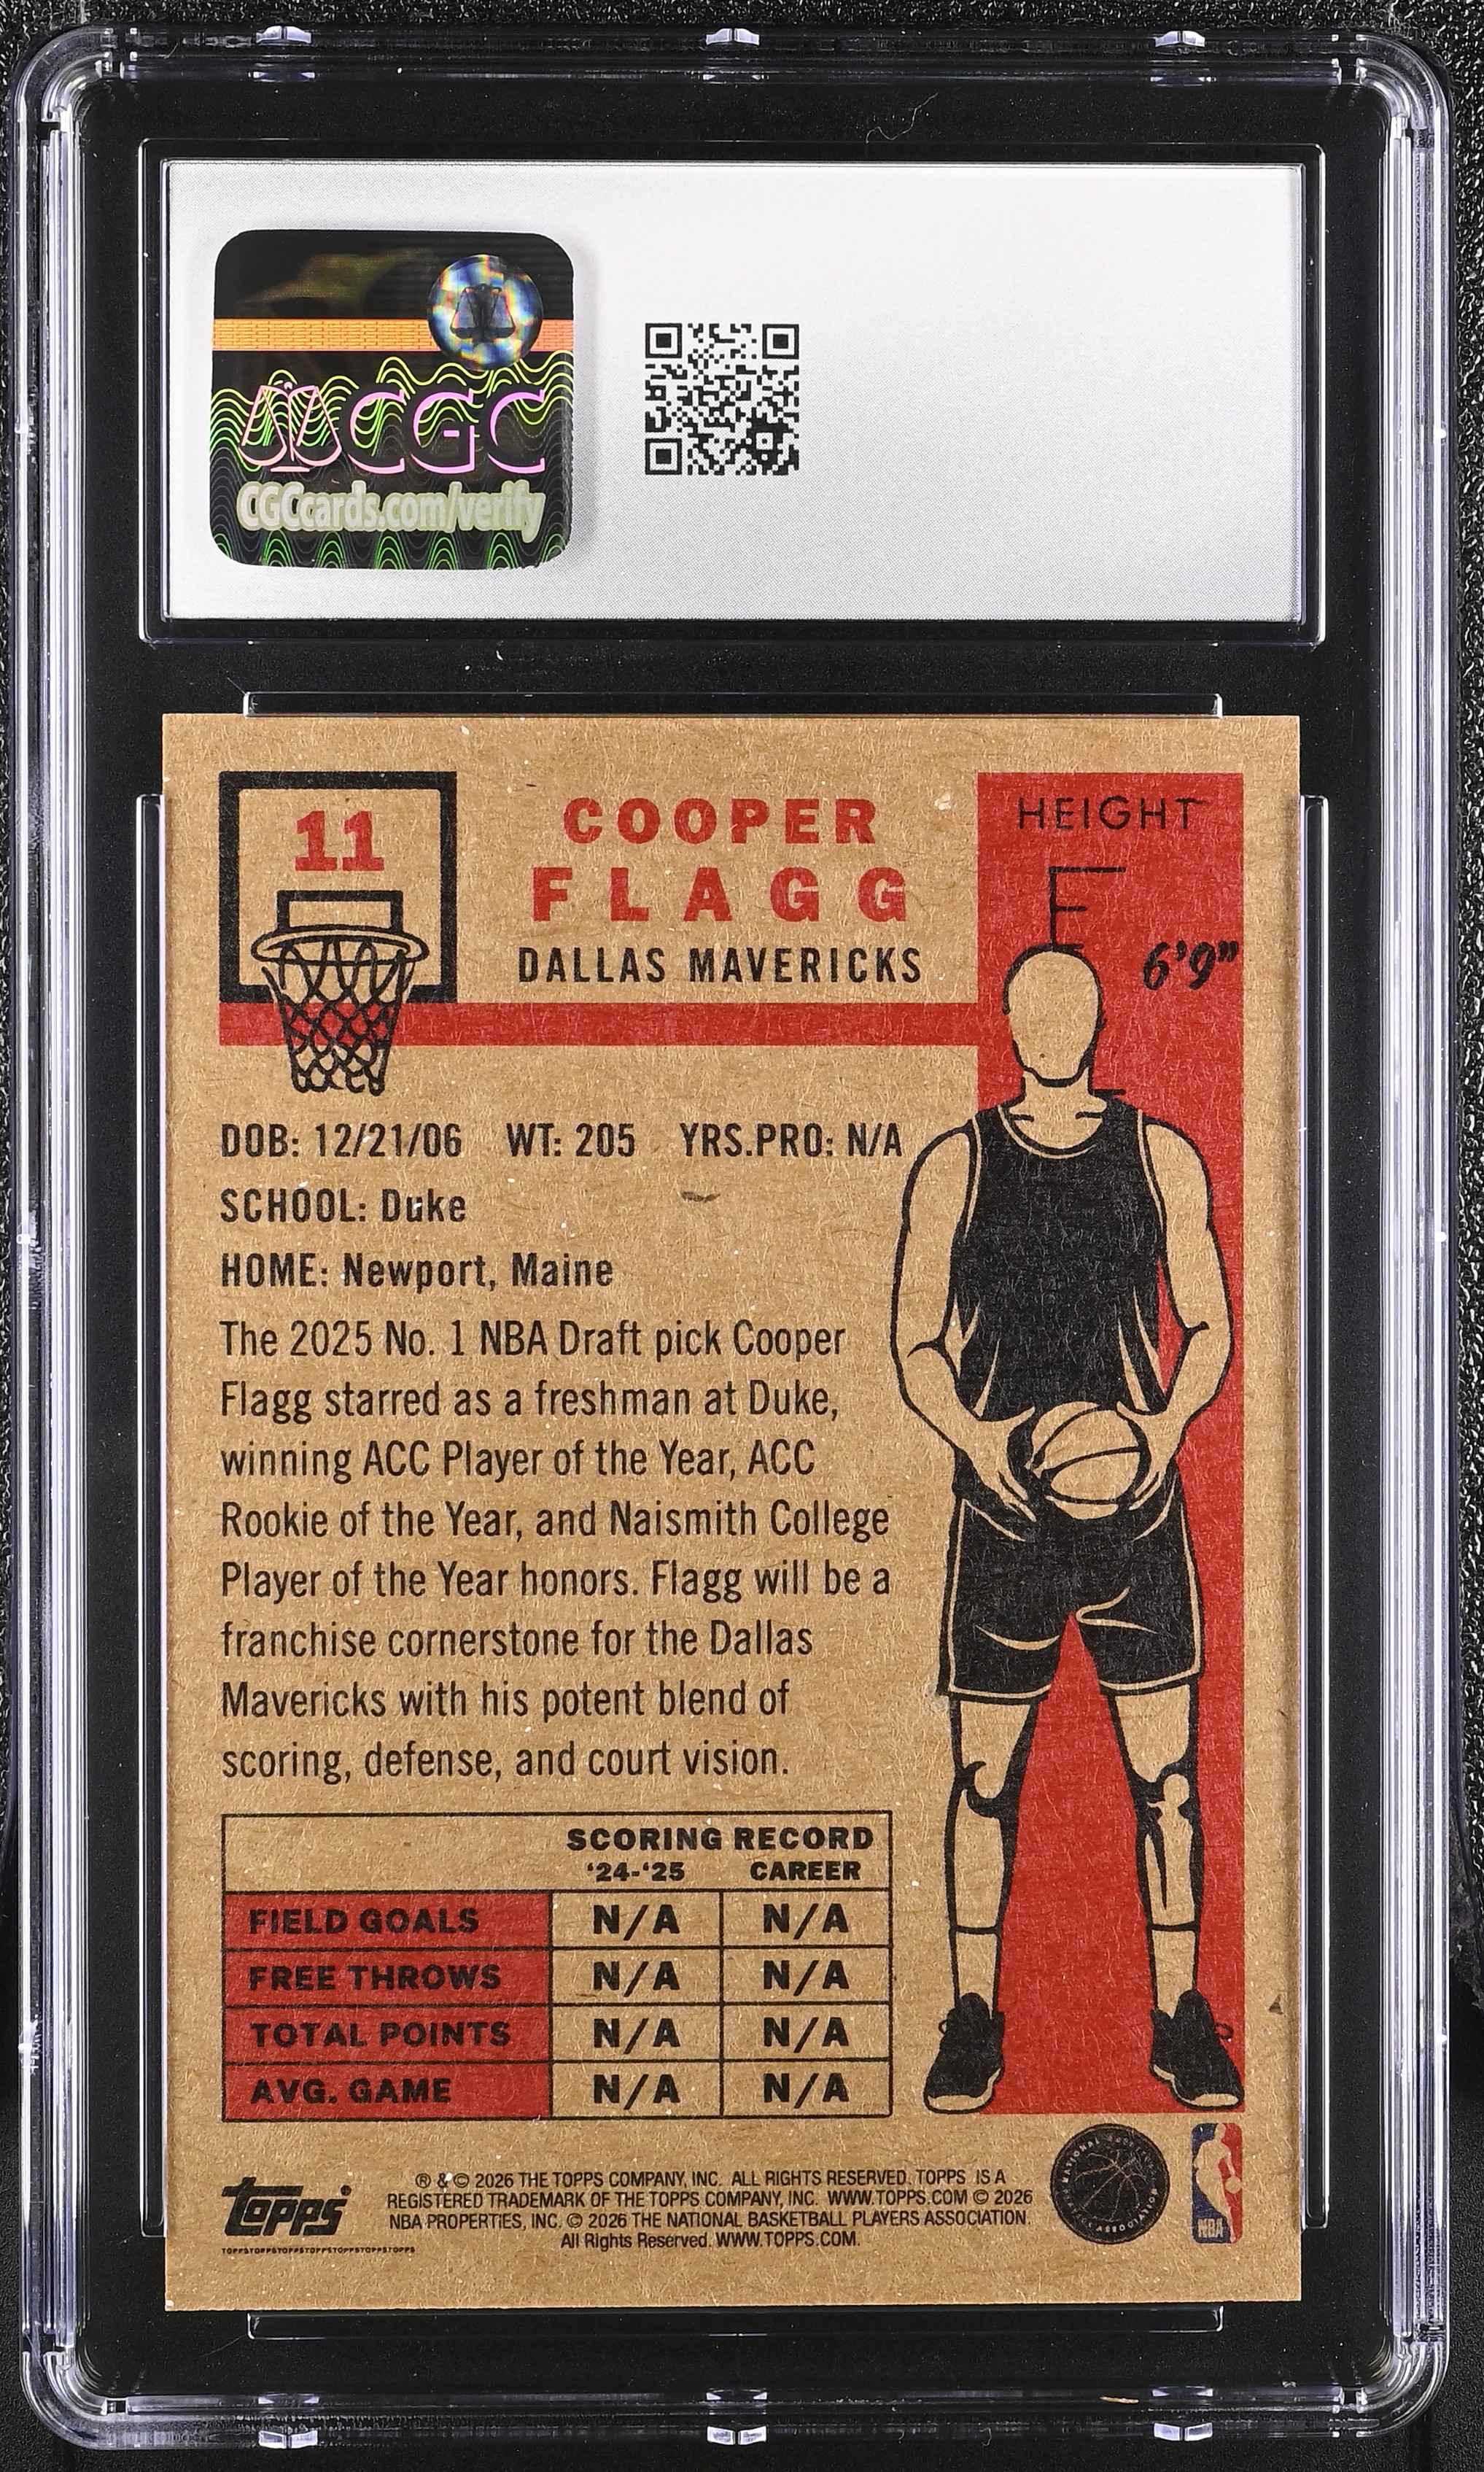 CGC
CGCcards.com/verify
11
COOPER
FLAGG
DALLAS MAVERICKS
HEIGHT
6'9"
DOB: 12/21/06 WT: 205 YRS.PRO: N/A
SCHOOL: Duke
HOME: Newport, Maine
The 2025 No. 1 NBA Draft pick Cooper
Flagg starred as a freshman at Duke,
winning ACC Player of the Year, ACC
Rookie of the Year, and Naismith College
Player of the Year honors. Flagg will be a
franchise cornerstone for the Dallas
Mavericks with his potent blend of
scoring, defense, and court vision.
SCORING RECORD
'24-'25 CAREER
FIELD GOALS N/A N/A
FREE THROWS N/A N/A
TOTAL POINTS N/A N/A
AVG. GAME N/A N/A
topps
TOPPSTOPPSTOPPSTOPPSTOPPSTOPPSTOPPS
® & © 2026 THE TOPPS COMPANY, INC. ALL RIGHTS RESERVED. TOPPS IS A
REGISTERED TRADEMARK OF THE TOPPS COMPANY, INC. WWW.TOPPS.COM © 2026
NBA PROPERTIES, INC. © 2026 THE NATIONAL BASKETBALL PLAYERS ASSOCIATION.
All Rights Reserved. WWW.TOPPS.COM.
NBA